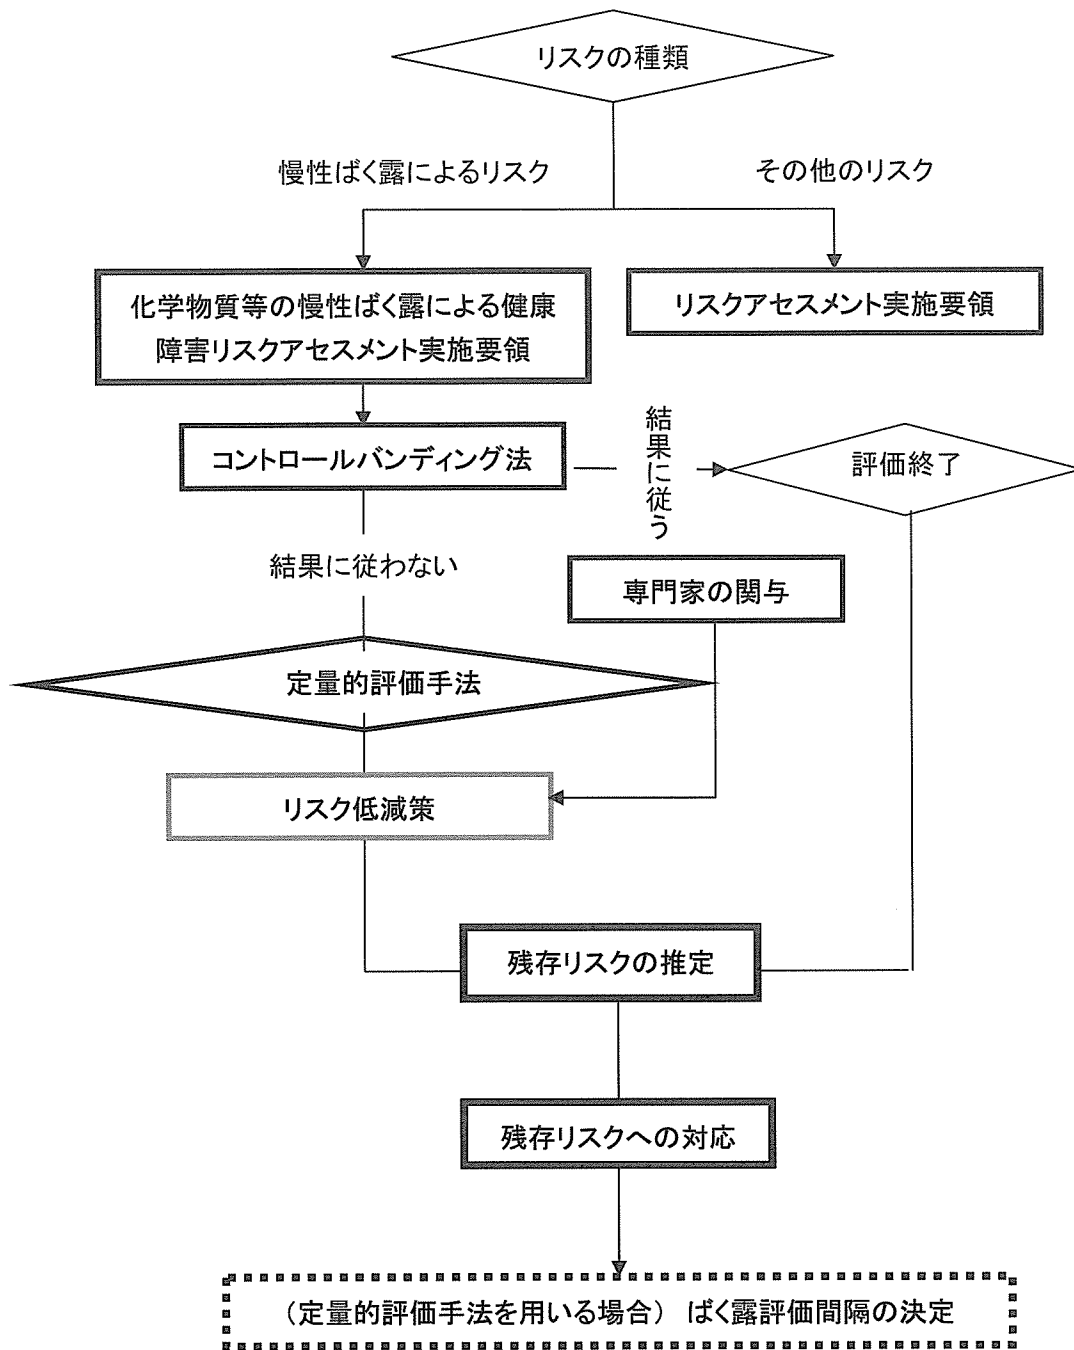 リスクの種類
慢性ばく露によるリスク
その他のリスク
化学物質等の慢性ばく露による健康
障害リスクアセスメント実施要領
リスクアセスメント実施要領
コントロールバンディング法
結果に従う
評価終了
結果に従わない
専門家の関与
定量的評価手法
リスク低減策
残存リスクの推定
残存リスクへの対応
（定量的評価手法を用いる場合） ばく露評価間隔の決定